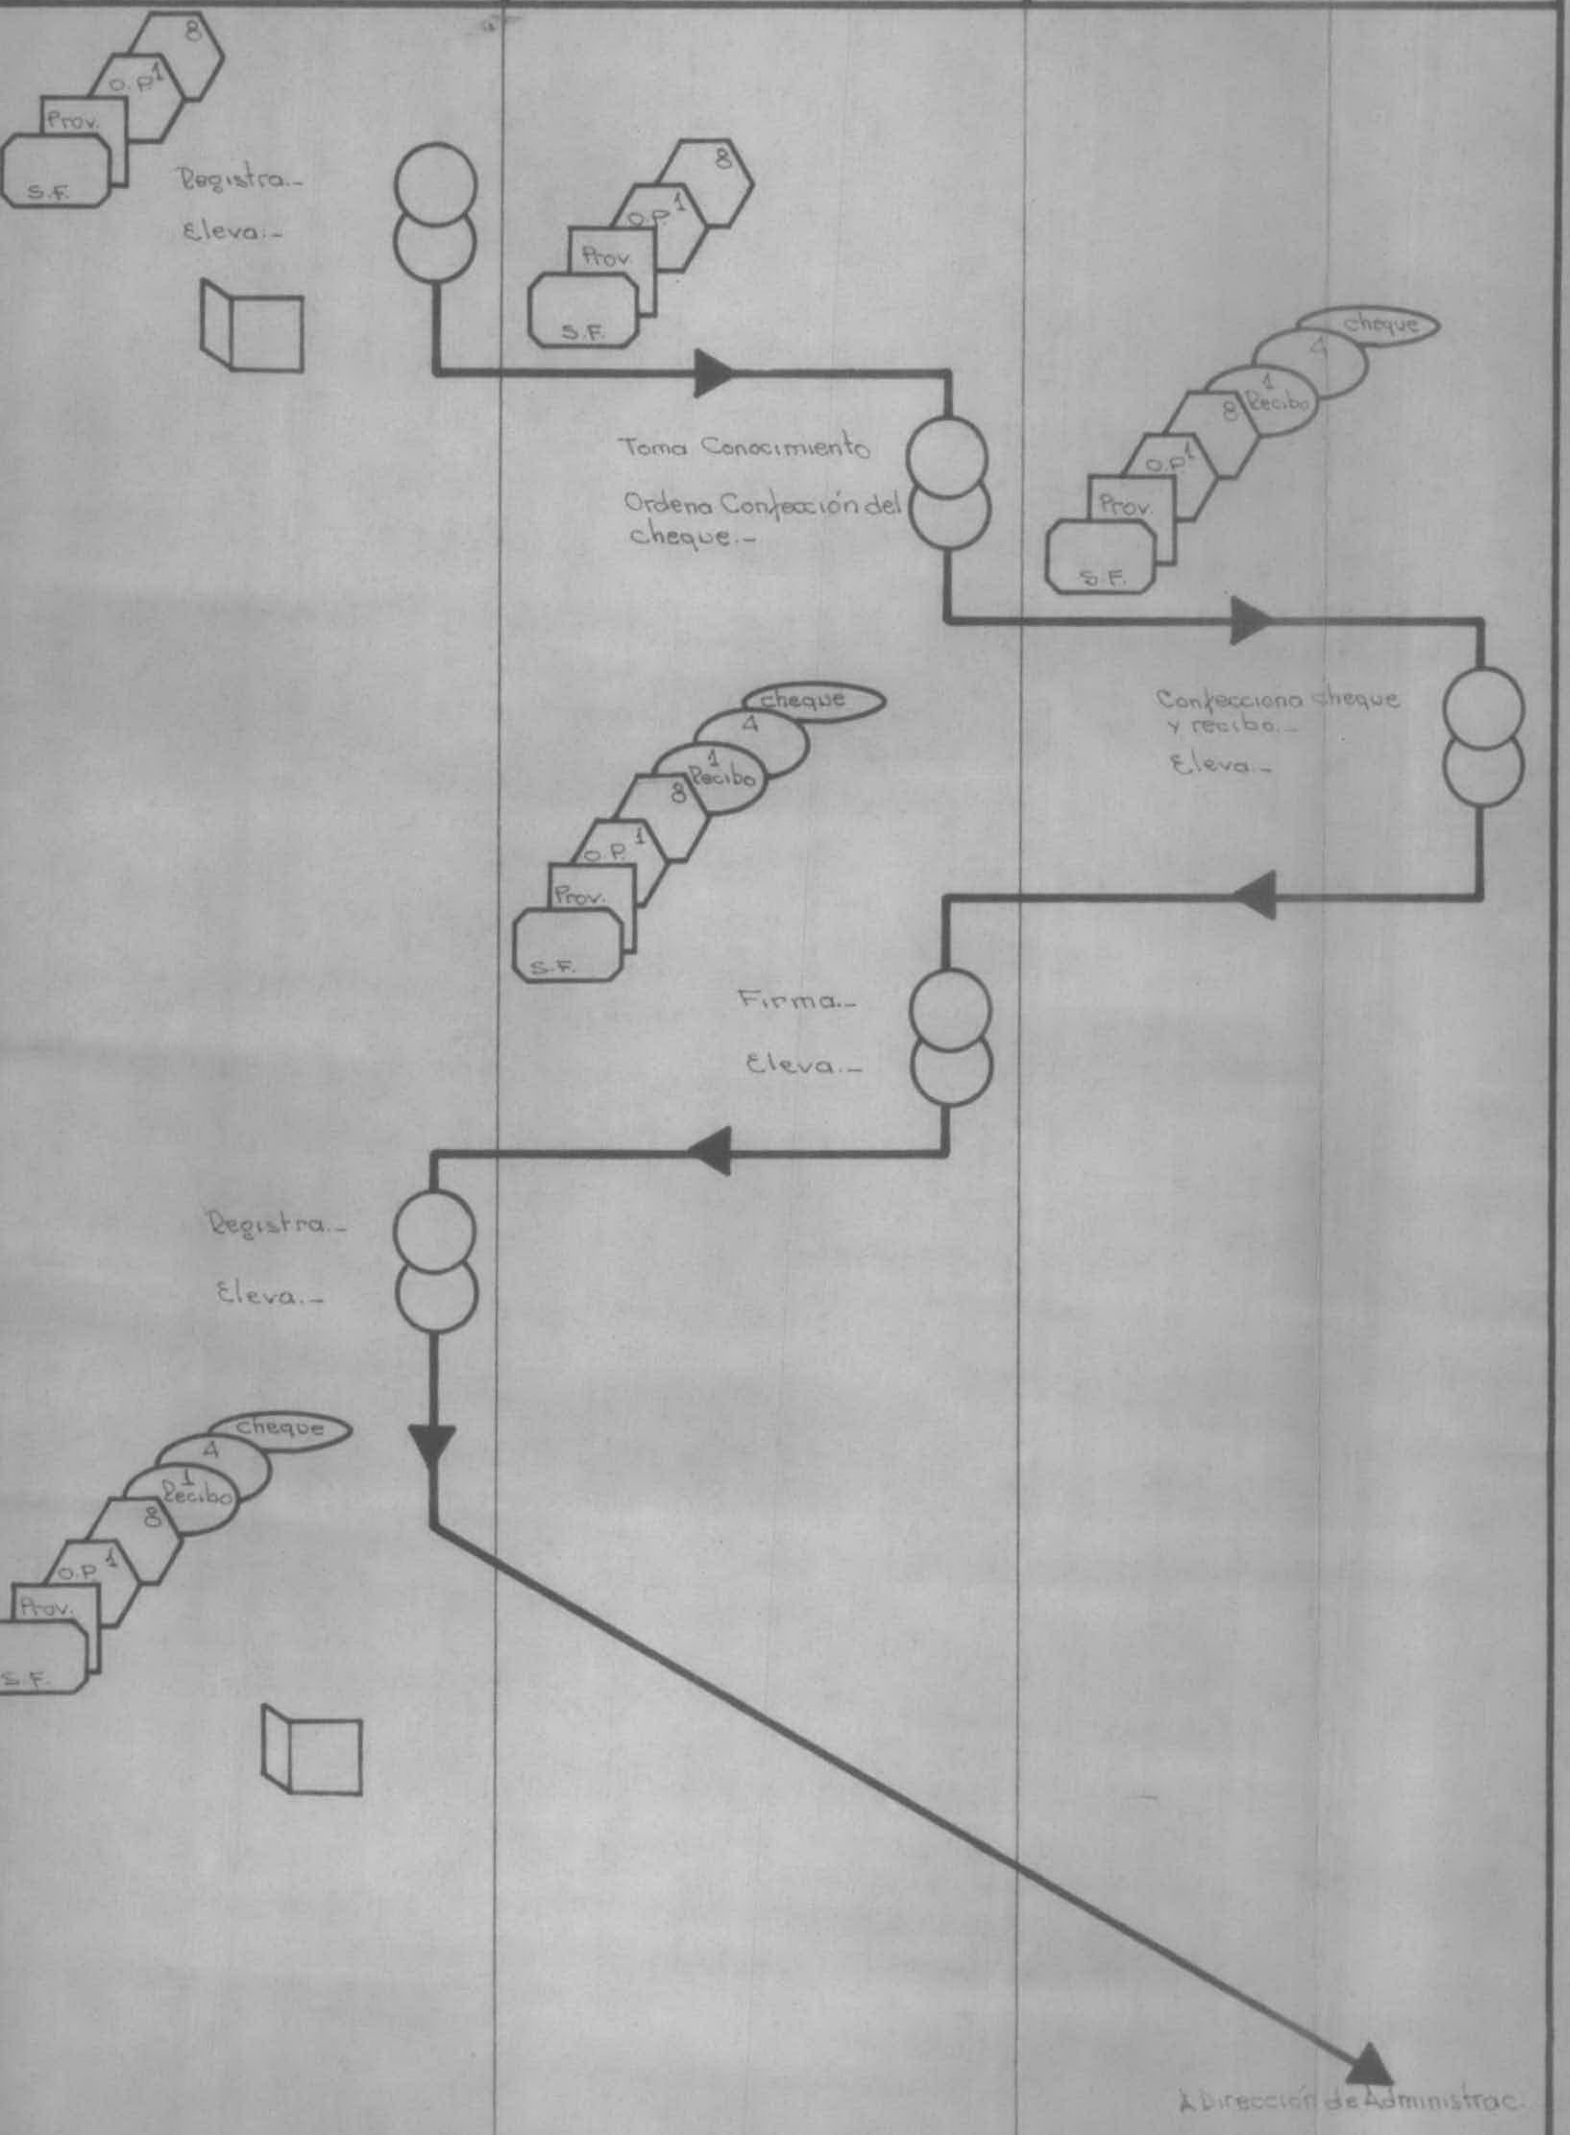 8
O.P. 1
Prov.
S.F.
Registra.-
Eleva.-
8
O.P. 1
Prov.
S.F.
cheque
4
1
Recibo
8
O.P. 1
Prov.
S.F.
Toma Conocimiento
Ordena Confección del
cheque.-
Confecciona cheque
y recibo.-
Eleva.-
cheque
4
1
Recibo
8
O.P. 1
Prov.
S.F.
Firma.-
Eleva.-
Registra.-
Eleva.-
cheque
4
1
Recibo
8
O.P. 1
Prov.
S.F.
A Dirección de Administrac.